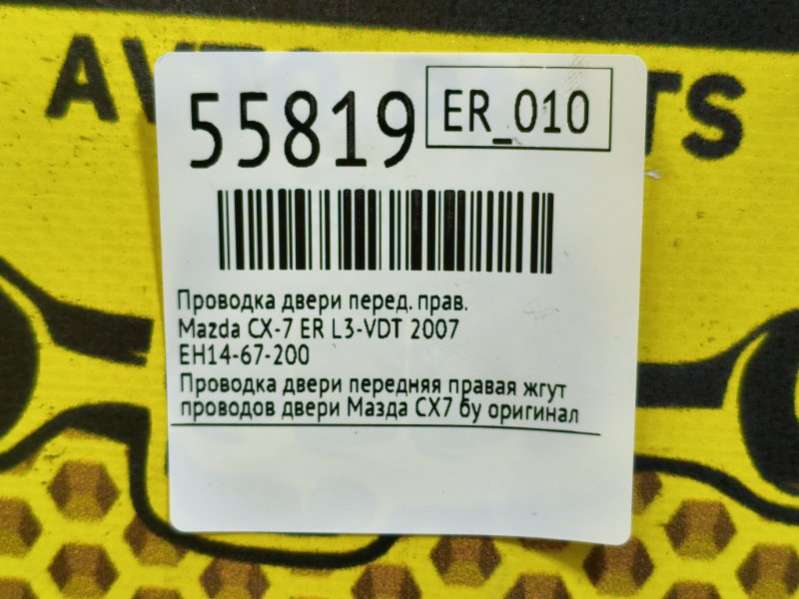 55819
ER_010
Проводка двери перед. прав.
Mazda CX-7 ER L3-VDT 2007
EH14-67-200
Проводка двери передняя правая жгут
проводов двери Мазда CX7 бу оригинал